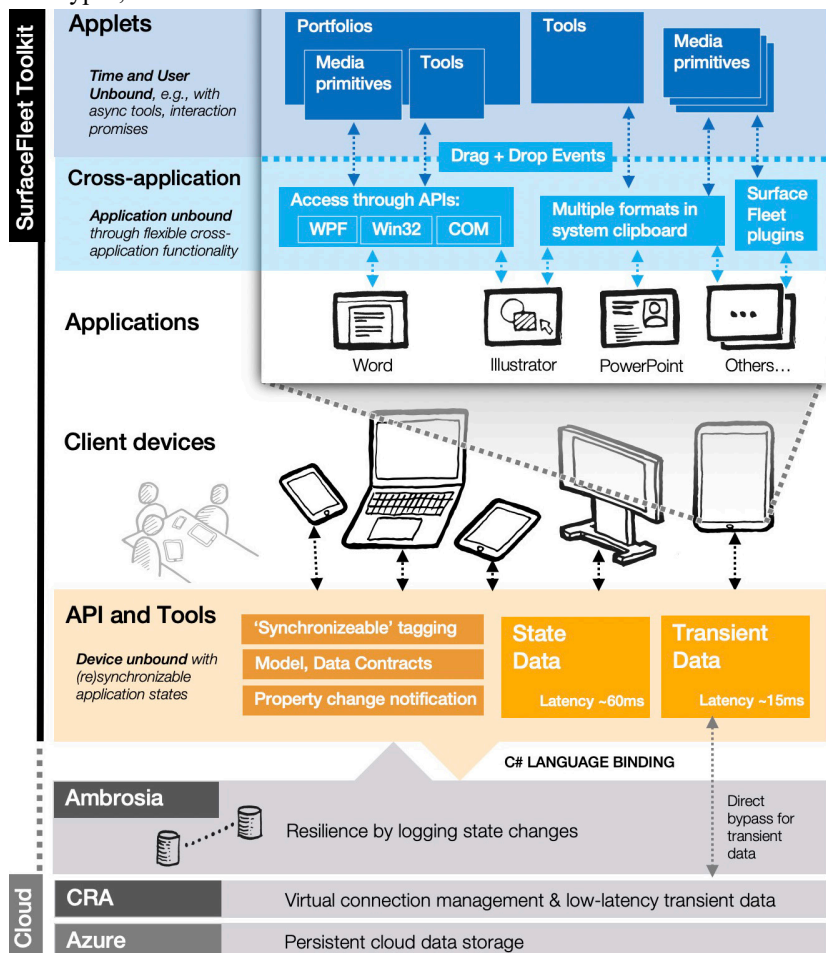 SurfaceFleet Toolkit
Applets
Time and User
Unbound, e.g., with
async tools, interaction
promises
Portfolios
Media
primitives
Tools
Tools
Media
primitives
Drag + Drop Events
Cross-application
Application unbound
through flexible cross-
application functionality
Access through APIs:
WPF
Win32
COM
Multiple formats in
system clipboard
Surface
Fleet
plugins
Applications
Word
Illustrator
PowerPoint
Others...
Client devices
API and Tools
Device unbound with
(re)synchronizable
application states
‘Synchronizeable’ tagging
Model, Data Contracts
Property change notification
State
Data
Latency ~60ms
Transient
Data
Latency ~15ms
C# LANGUAGE BINDING
Ambrosia
Resilience by logging state changes
Direct
bypass for
transient
data
Cloud
CRA
Virtual connection management & low-latency transient data
Azure
Persistent cloud data storage